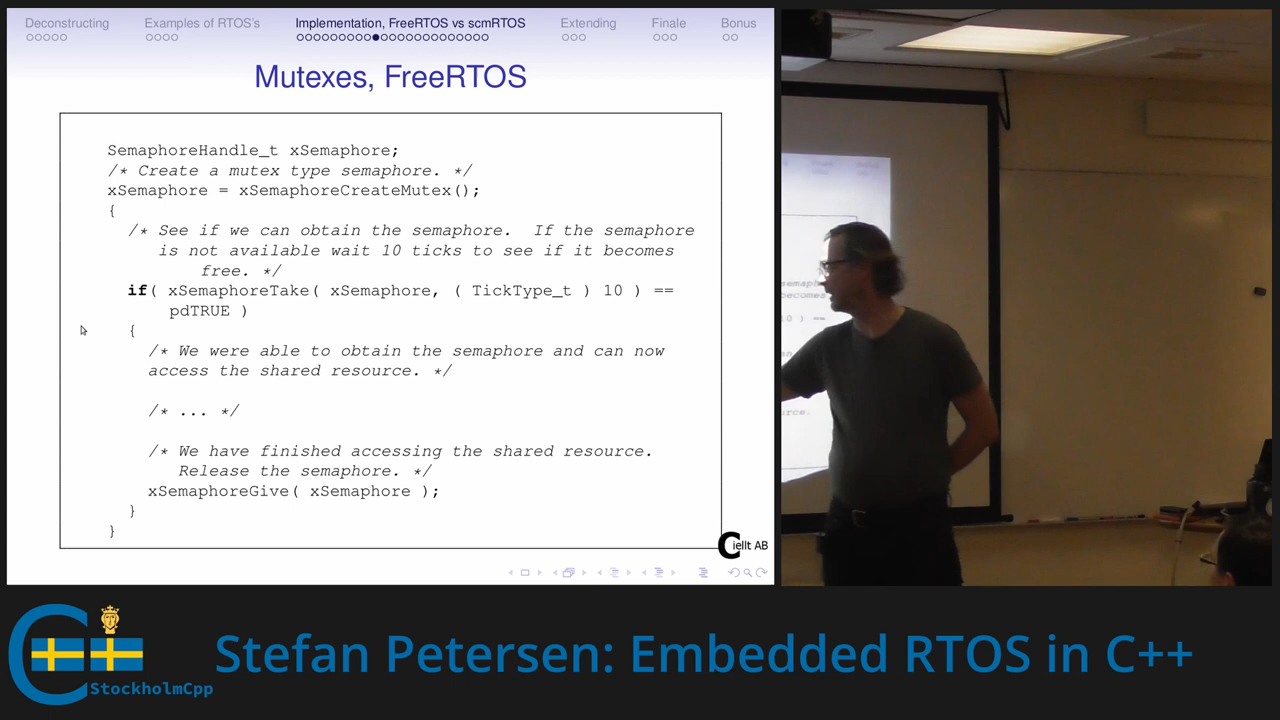 Deconstructing Examples of RTOS's Implementation, FreeRTOS vs scmRTOS Extending Finale Bonus
Mutexes, FreeRTOS
SemaphoreHandle_t xSemaphore;
/* Create a mutex type semaphore. */
xSemaphore = xSemaphoreCreateMutex();
{
/* See if we can obtain the semaphore. If the semaphore
is not available wait 10 ticks to see if it becomes
free. */
if( xSemaphoreTake( xSemaphore, ( TickType_t ) 10 ) ==
pdTRUE )
{
/* We were able to obtain the semaphore and can now
access the shared resource. */
/* ... */
/* We have finished accessing the shared resource.
Release the semaphore. */
xSemaphoreGive( xSemaphore );
}
}
Ciellt AB
Stefan Petersen: Embedded RTOS in C++
StockholmCpp